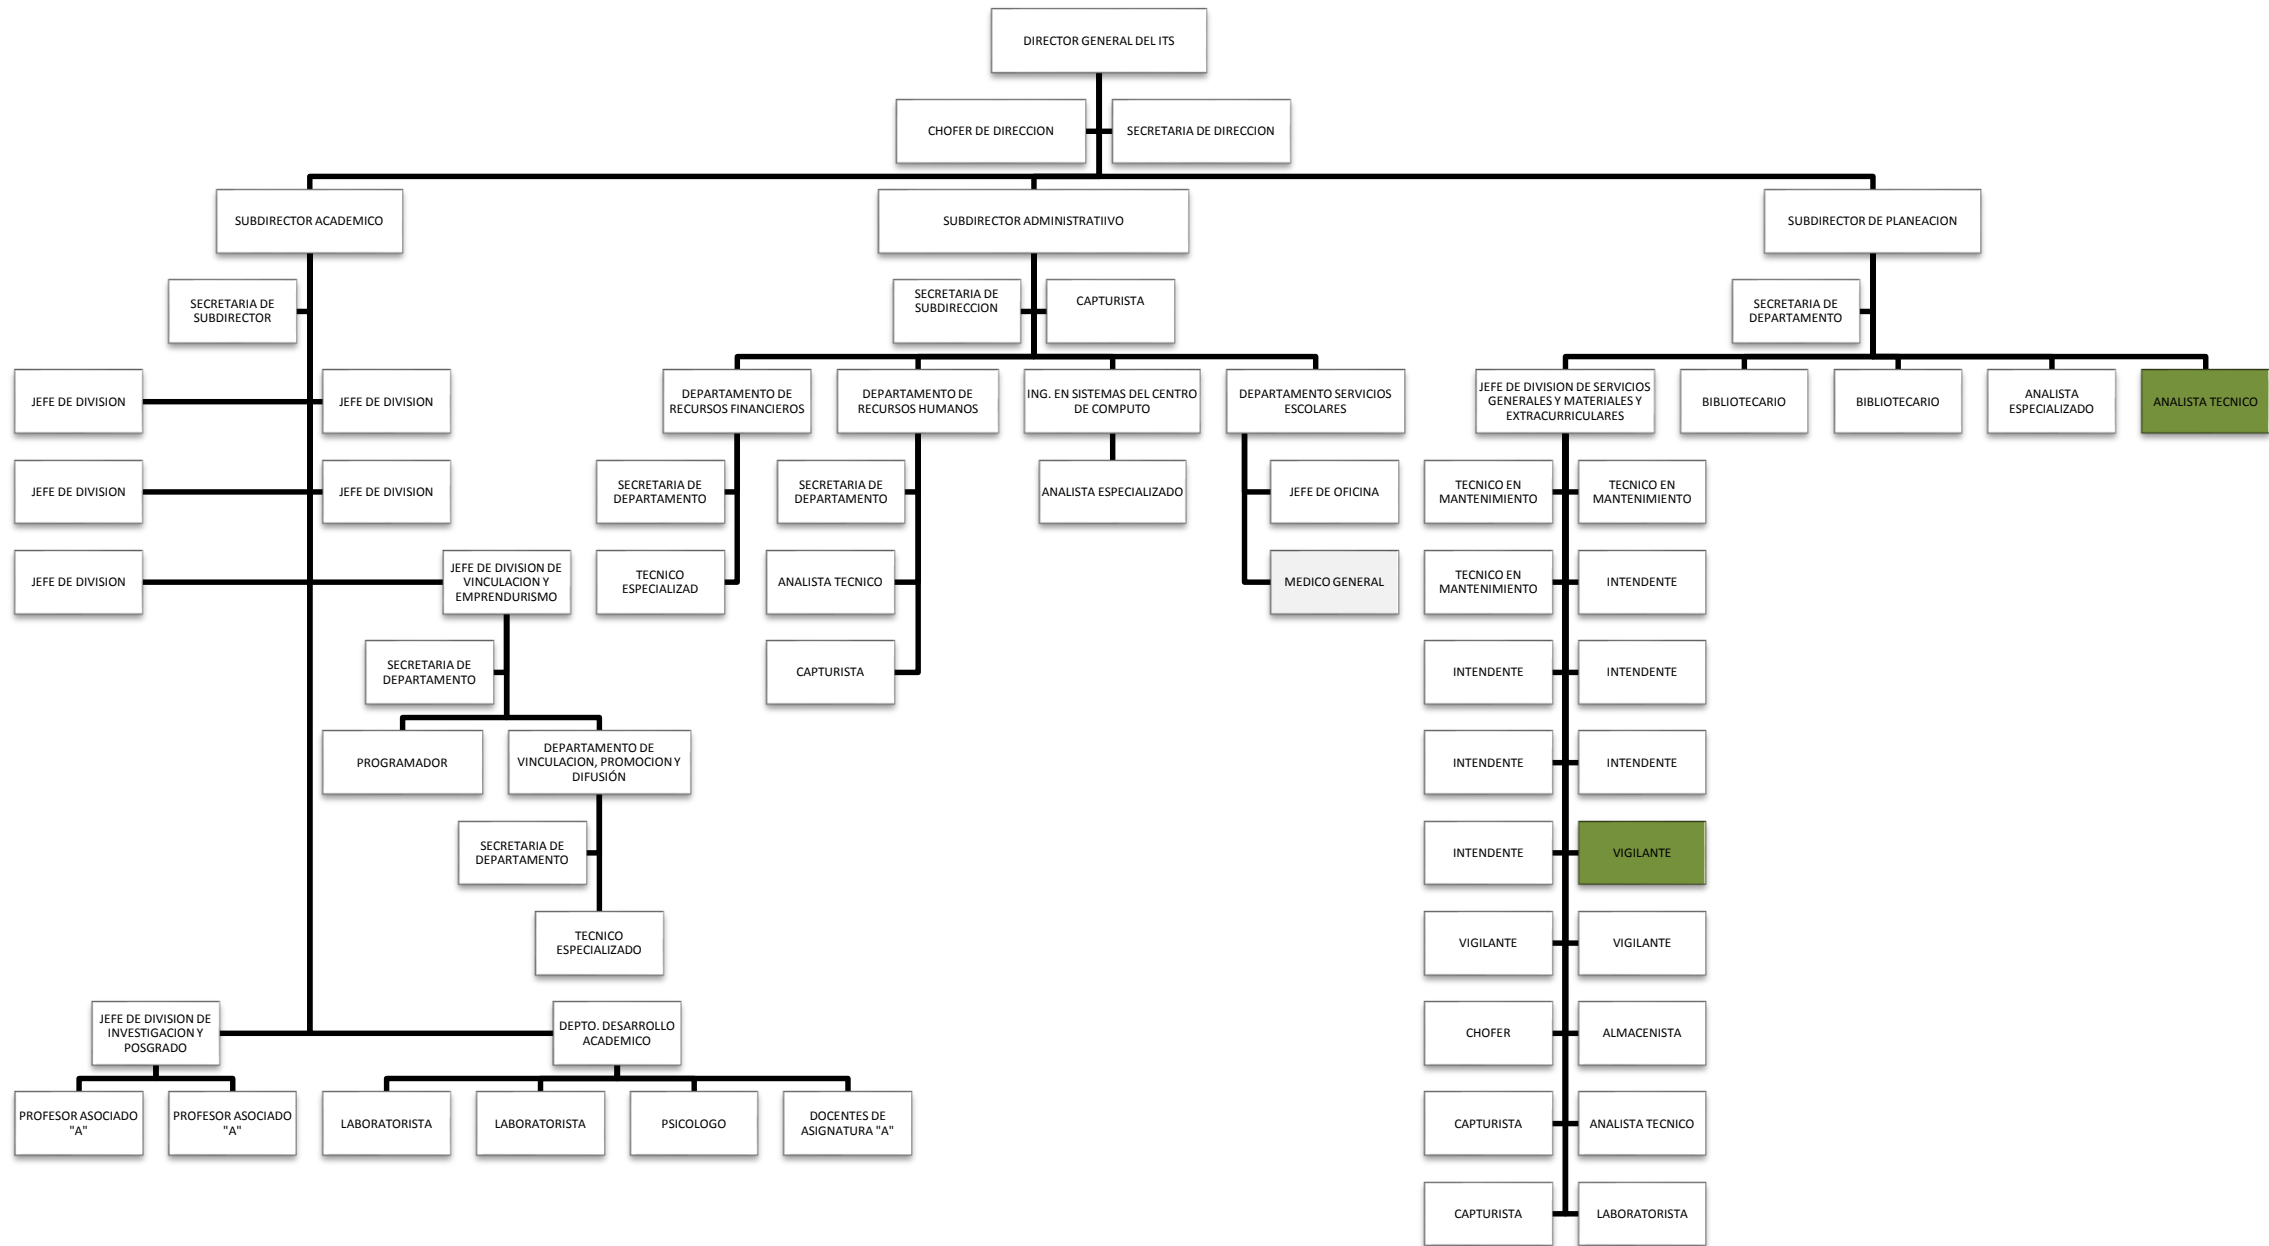 DIRECTOR GENERAL DEL ITS
CHOFER DE DIRECCION
SECRETARIA DE DIRECCION
SUBDIRECTOR ACADEMICO
SUBDIRECTOR ADMINISTRATIIVO
SUBDIRECTOR DE PLANEACION
SECRETARIA DE
SUBDIRECTOR
SECRETARIA DE
SUBDIRECCION
CAPTURISTA
SECRETARIA DE
DEPARTAMENTO
JEFE DE DIVISION
JEFE DE DIVISION
DEPARTAMENTO DE
RECURSOS FINANCIEROS
DEPARTAMENTO DE
RECURSOS HUMANOS
ING. EN SISTEMAS DEL CENTRO
DE COMPUTO
DEPARTAMENTO SERVICIOS
ESCOLARES
JEFE DE DIVISION DE SERVICIOS
GENERALES Y MATERIALES Y
EXTRACURRICULARES
BIBLIOTECARIO
BIBLIOTECARIO
ANALISTA
ESPECIALIZADO
ANALISTA TECNICO
JEFE DE DIVISION
JEFE DE DIVISION
SECRETARIA DE
DEPARTAMENTO
SECRETARIA DE
DEPARTAMENTO
ANALISTA ESPECIALIZADO
JEFE DE OFICINA
TECNICO EN
MANTENIMIENTO
TECNICO EN
MANTENIMIENTO
JEFE DE DIVISION
JEFE DE DIVISION DE
VINCULACION Y
EMPRENDURISMO
TECNICO
ESPECIALIZAD
ANALISTA TECNICO
MEDICO GENERAL
TECNICO EN
MANTENIMIENTO
INTENDENTE
SECRETARIA DE
DEPARTAMENTO
CAPTURISTA
INTENDENTE
INTENDENTE
PROGRAMADOR
DEPARTAMENTO DE
VINCULACION, PROMOCION Y
DIFUSIÓN
INTENDENTE
INTENDENTE
SECRETARIA DE
DEPARTAMENTO
INTENDENTE
VIGILANTE
TECNICO
ESPECIALIZADO
VIGILANTE
VIGILANTE
JEFE DE DIVISION DE
INVESTIGACION Y
POSGRADO
DEPTO. DESARROLLO
ACADEMICO
CHOFER
ALMACENISTA
PROFESOR ASOCIADO
"A"
PROFESOR ASOCIADO
"A"
LABORATORISTA
LABORATORISTA
PSICOLOGO
DOCENTES DE
ASIGNATURA "A"
CAPTURISTA
ANALISTA TECNICO
CAPTURISTA
LABORATORISTA